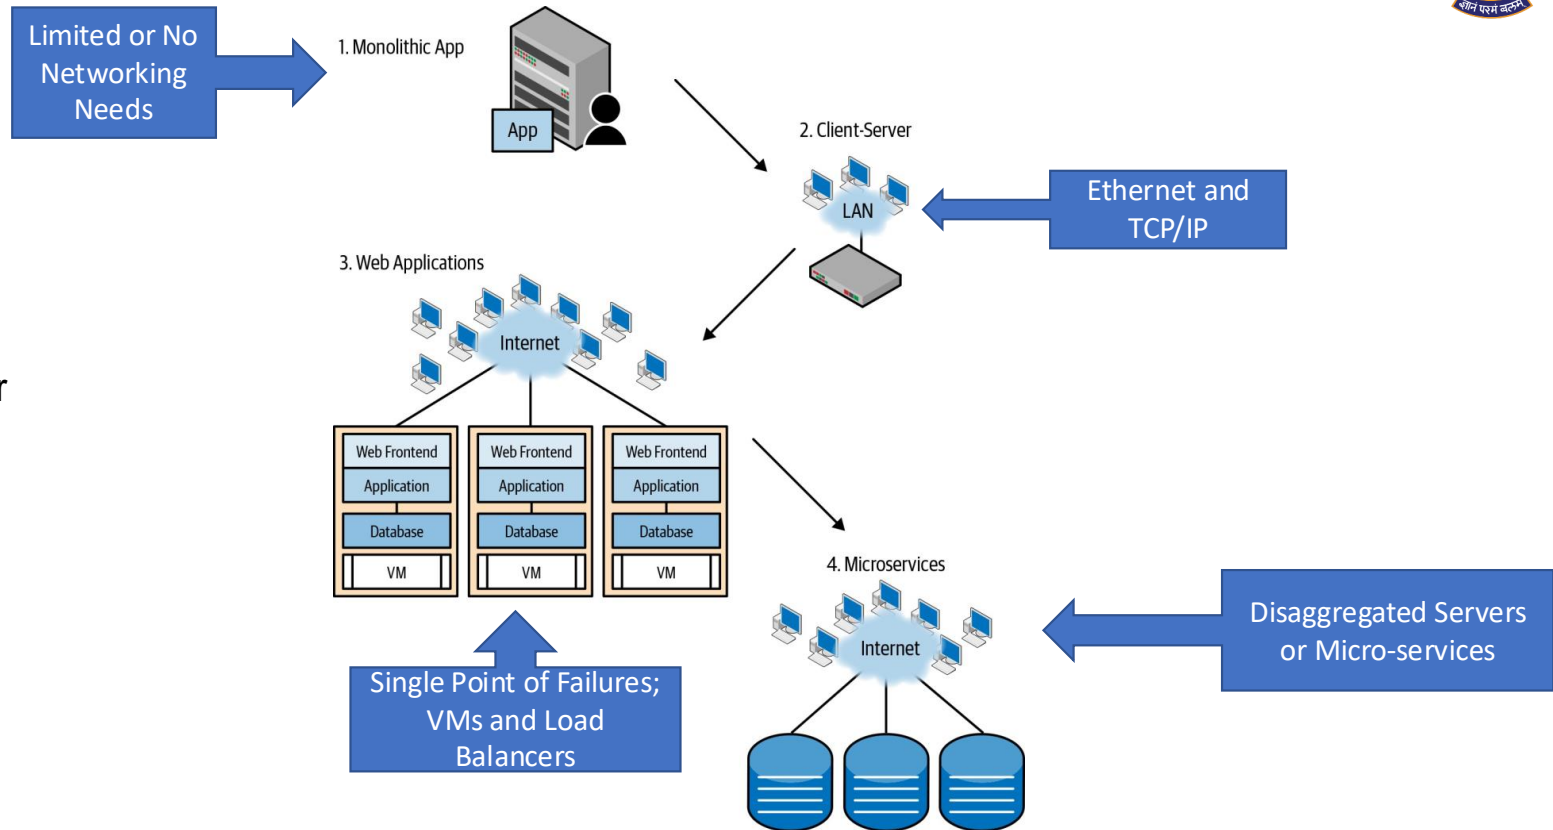 ज्ञानं परमं बलम्
Limited or No
Networking
Needs
1. Monolithic App
App
2. Client-Server
LAN
Ethernet and
TCP/IP
3. Web Applications
Internet
r
Web Frontend
Application
Database
VM
Web Frontend
Application
Database
VM
Web Frontend
Application
Database
VM
Single Point of Failures;
VMs and Load
Balancers
4. Microservices
Internet
Disaggregated Servers
or Micro-services